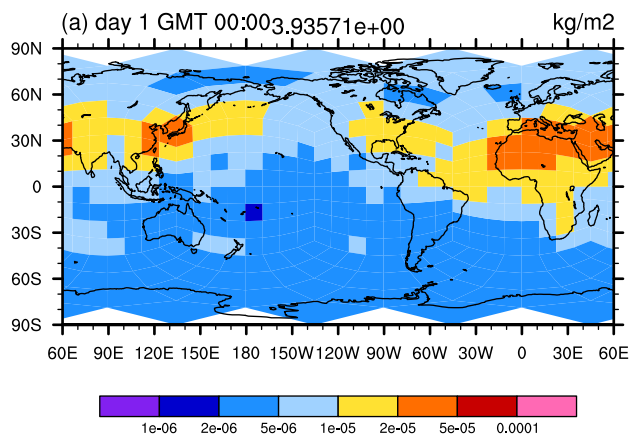 (a) day 1 GMT 00:00 3.93571e+00 kg/m2
90N
60N
30N
0
30S
60S
90S
60E 90E 120E 150E 180 150W 120W 90W 60W 30W 0 30E 60E
1e-06 2e-06 5e-06 1e-05 2e-05 5e-05 0.0001